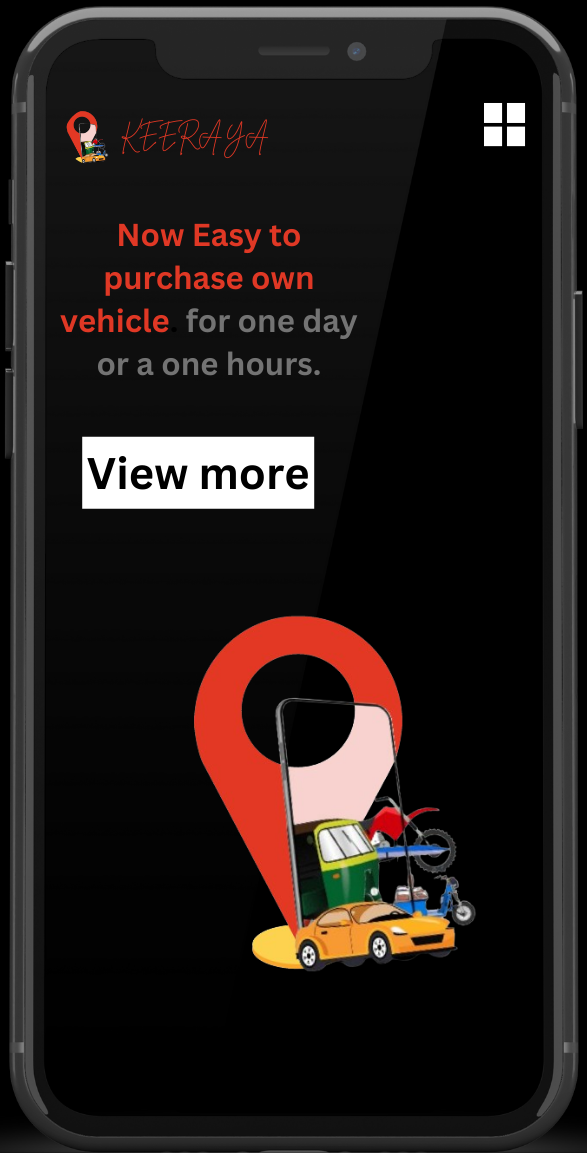 KEERAYA
Now Easy to
purchase own
vehicle. for one day
or a one hours.
View more